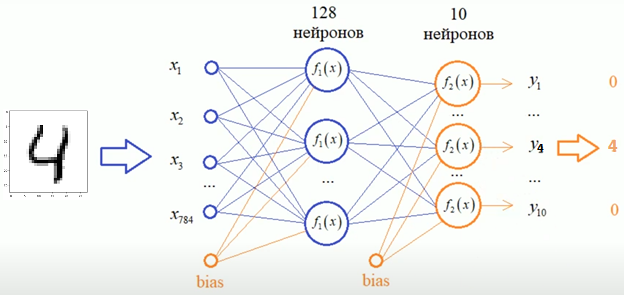 128
нейронов
10
нейронов
x1
x2
x3
...
x784
bias
f1(x)
f1(x)
...
f1(x)
bias
f2(x)
...
f2(x)
...
f2(x)
y1
...
y4
...
y10
0
4
0